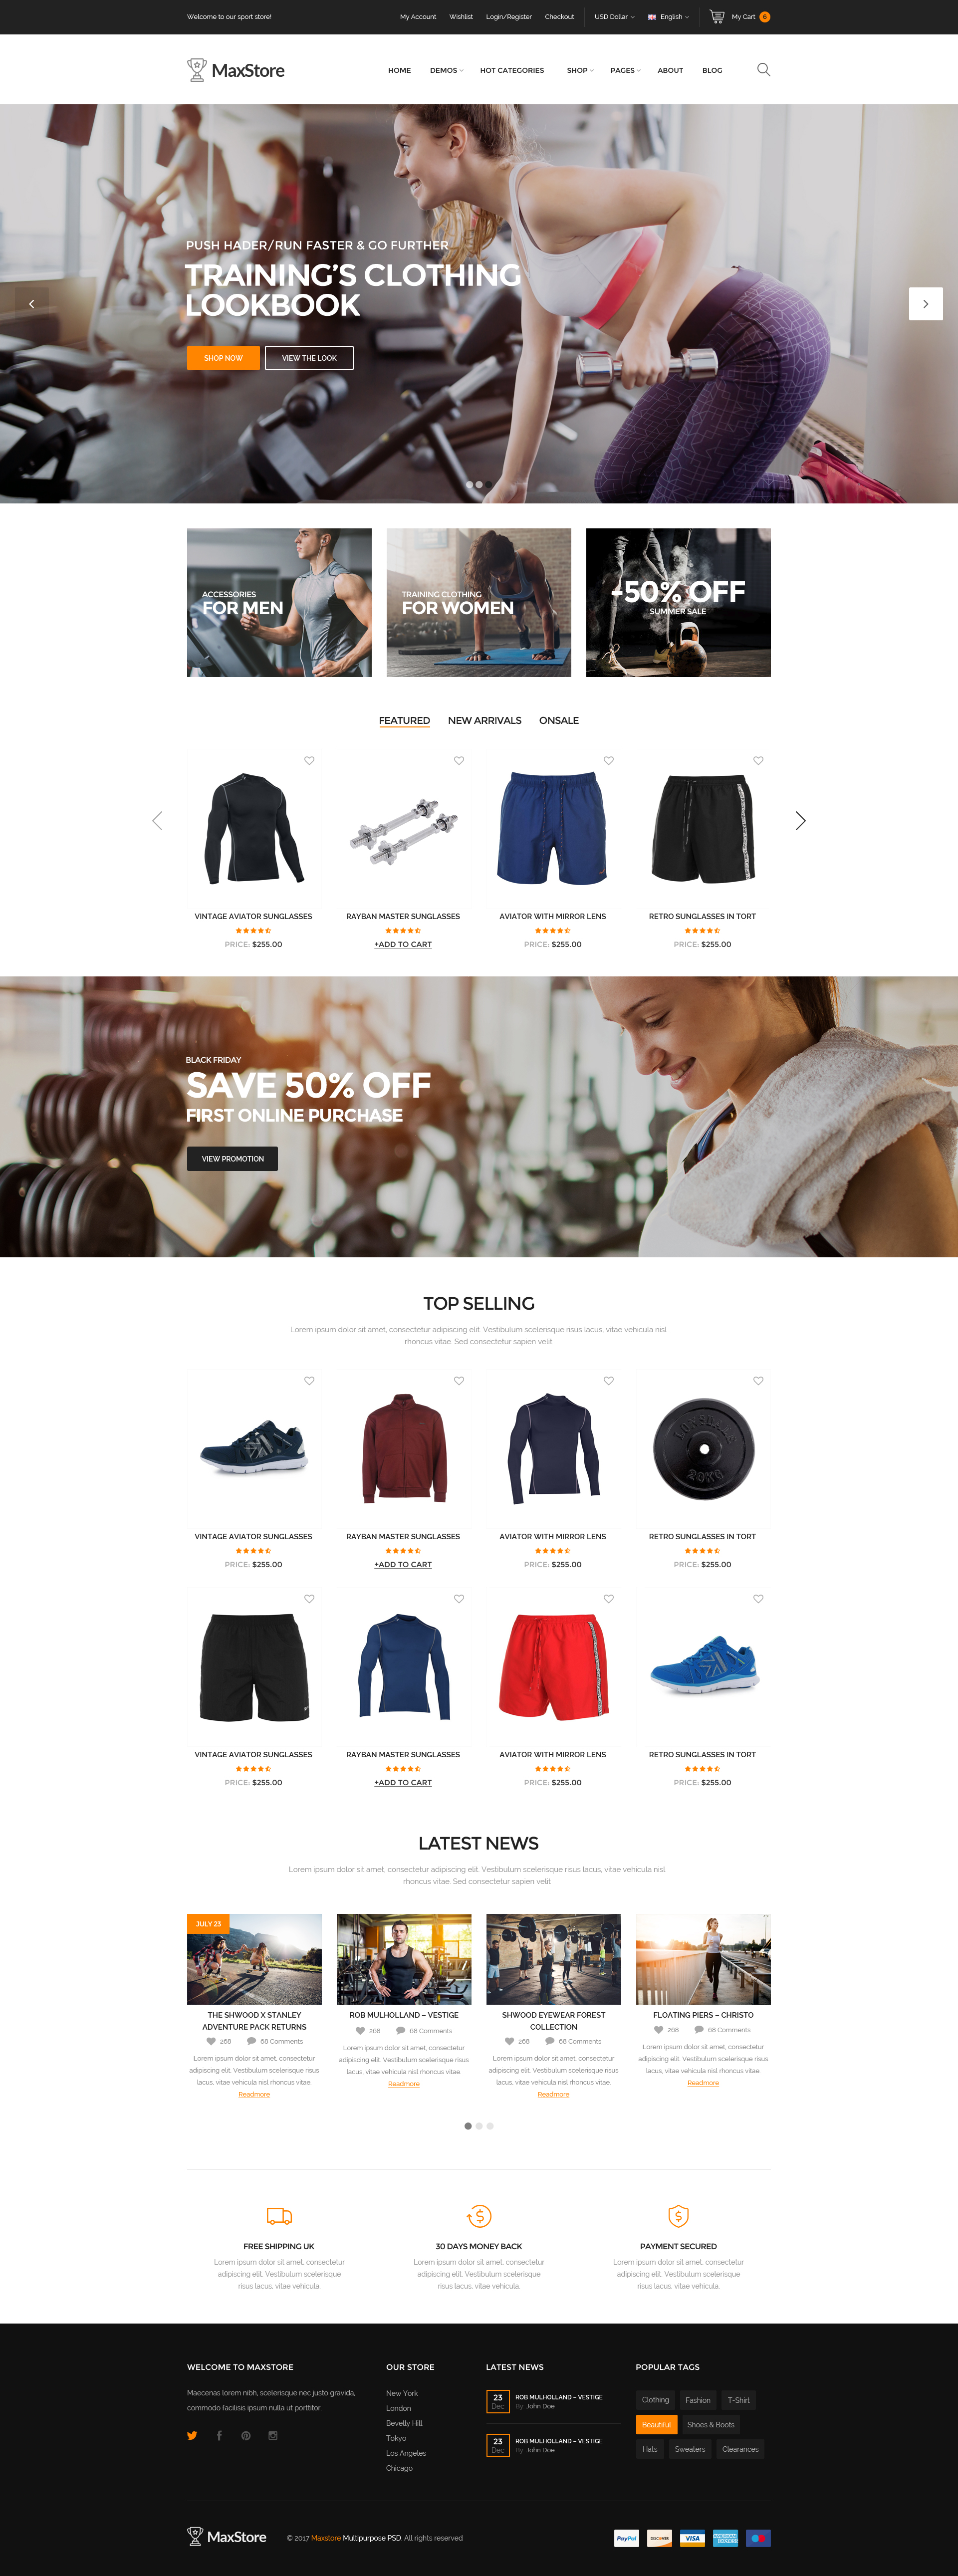 Welcome to our sport store!
My Account Wishlist Login/Register Checkout USD Dollar English My Cart 6
MaxStore
HOME DEMOS HOT CATEGORIES SHOP PAGES ABOUT BLOG
PUSH HADER/RUN FASTER & GO FURTHER
TRAINING'S CLOTHING
LOOKBOOK
SHOP NOW VIEW THE LOOK
ACCESSORIES
FOR MEN
TRAINING CLOTHING
FOR WOMEN
-50% OFF
SUMMER SALE
FEATURED NEW ARRIVALS ONSALE
VINTAGE AVIATOR SUNGLASSES
PRICE: $255.00
RAYBAN MASTER SUNGLASSES
+ADD TO CART
AVIATOR WITH MIRROR LENS
PRICE: $255.00
RETRO SUNGLASSES IN TORT
PRICE: $255.00
BLACK FRIDAY
SAVE 50% OFF
FIRST ONLINE PURCHASE
VIEW PROMOTION
TOP SELLING
Lorem ipsum dolor sit amet, consectetur adipiscing elit. Vestibulum scelerisque risus lacus, vitae vehicula nisl
rhoncus vitae. Sed consectetur sapien velit
LONSDALE
20KG
VINTAGE AVIATOR SUNGLASSES
PRICE: $255.00
RAYBAN MASTER SUNGLASSES
+ADD TO CART
AVIATOR WITH MIRROR LENS
PRICE: $255.00
RETRO SUNGLASSES IN TORT
PRICE: $255.00
VINTAGE AVIATOR SUNGLASSES
PRICE: $255.00
RAYBAN MASTER SUNGLASSES
+ADD TO CART
AVIATOR WITH MIRROR LENS
PRICE: $255.00
RETRO SUNGLASSES IN TORT
PRICE: $255.00
LATEST NEWS
Lorem ipsum dolor sit amet, consectetur adipiscing elit. Vestibulum scelerisque risus lacus, vitae vehicula nisl
rhoncus vitae. Sed consectetur sapien velit
JULY 23
THE SHWOOD X STANLEY
ADVENTURE PACK RETURNS
268 68 Comments
Lorem ipsum dolor sit amet, consectetur
adipiscing elit. Vestibulum scelerisque risus
lacus, vitae vehicula nisl rhoncus vitae.
Readmore
ROB MULHOLLAND – VESTIGE
268 68 Comments
Lorem ipsum dolor sit amet, consectetur
adipiscing elit. Vestibulum scelerisque risus
lacus, vitae vehicula nisl rhoncus vitae.
Readmore
SHWOOD EYEWEAR FOREST
COLLECTION
268 68 Comments
Lorem ipsum dolor sit amet, consectetur
adipiscing elit. Vestibulum scelerisque risus
lacus, vitae vehicula nisl rhoncus vitae.
Readmore
FLOATING PIERS – CHRISTO
268 68 Comments
Lorem ipsum dolor sit amet, consectetur
adipiscing elit. Vestibulum scelerisque risus
lacus, vitae vehicula nisl rhoncus vitae.
Readmore
FREE SHIPPING UK
Lorem ipsum dolor sit amet, consectetur
adipiscing elit. Vestibulum scelerisque
risus lacus, vitae vehicula.
30 DAYS MONEY BACK
Lorem ipsum dolor sit amet, consectetur
adipiscing elit. Vestibulum scelerisque
risus lacus, vitae vehicula.
PAYMENT SECURED
Lorem ipsum dolor sit amet, consectetur
adipiscing elit. Vestibulum scelerisque
risus lacus, vitae vehicula.
WELCOME TO MAXSTORE
Maecenas lorem nibh, scelerisque nec justo gravida,
commodo facilisis ipsum nulla ut porttitor.
OUR STORE
New York
London
Bevelly Hill
Tokyo
Los Angeles
Chicago
LATEST NEWS
23
Dec
ROB MULHOLLAND – VESTIGE
By: John Doe
23
Dec
ROB MULHOLLAND – VESTIGE
By: John Doe
POPULAR TAGS
Clothing Fashion T-Shirt
Beautiful Shoes & Boots
Hats Sweaters Clearances
MaxStore
© 2017 Maxstore Multipurpose PSD. All rights reserved
PayPal DISCOVER VISA AMERICAN EXPRESS